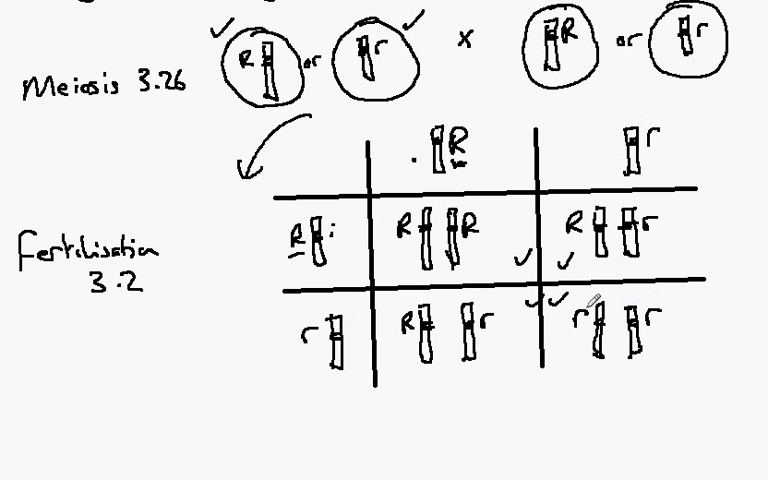 R or r x R or r
Meiosis 3.26
R r
R R R R r
Fertilisation
3.2
r R r r r